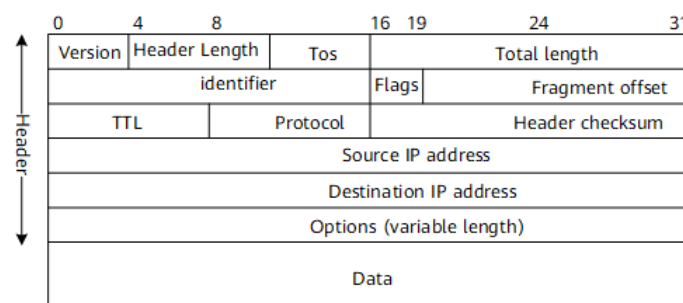 0 4 8 16 19 24 31
Version Header Length Tos Total length
identifier Flags Fragment offset
TTL Protocol Header checksum
Source IP address
Destination IP address
Options (variable length)
Data
Header